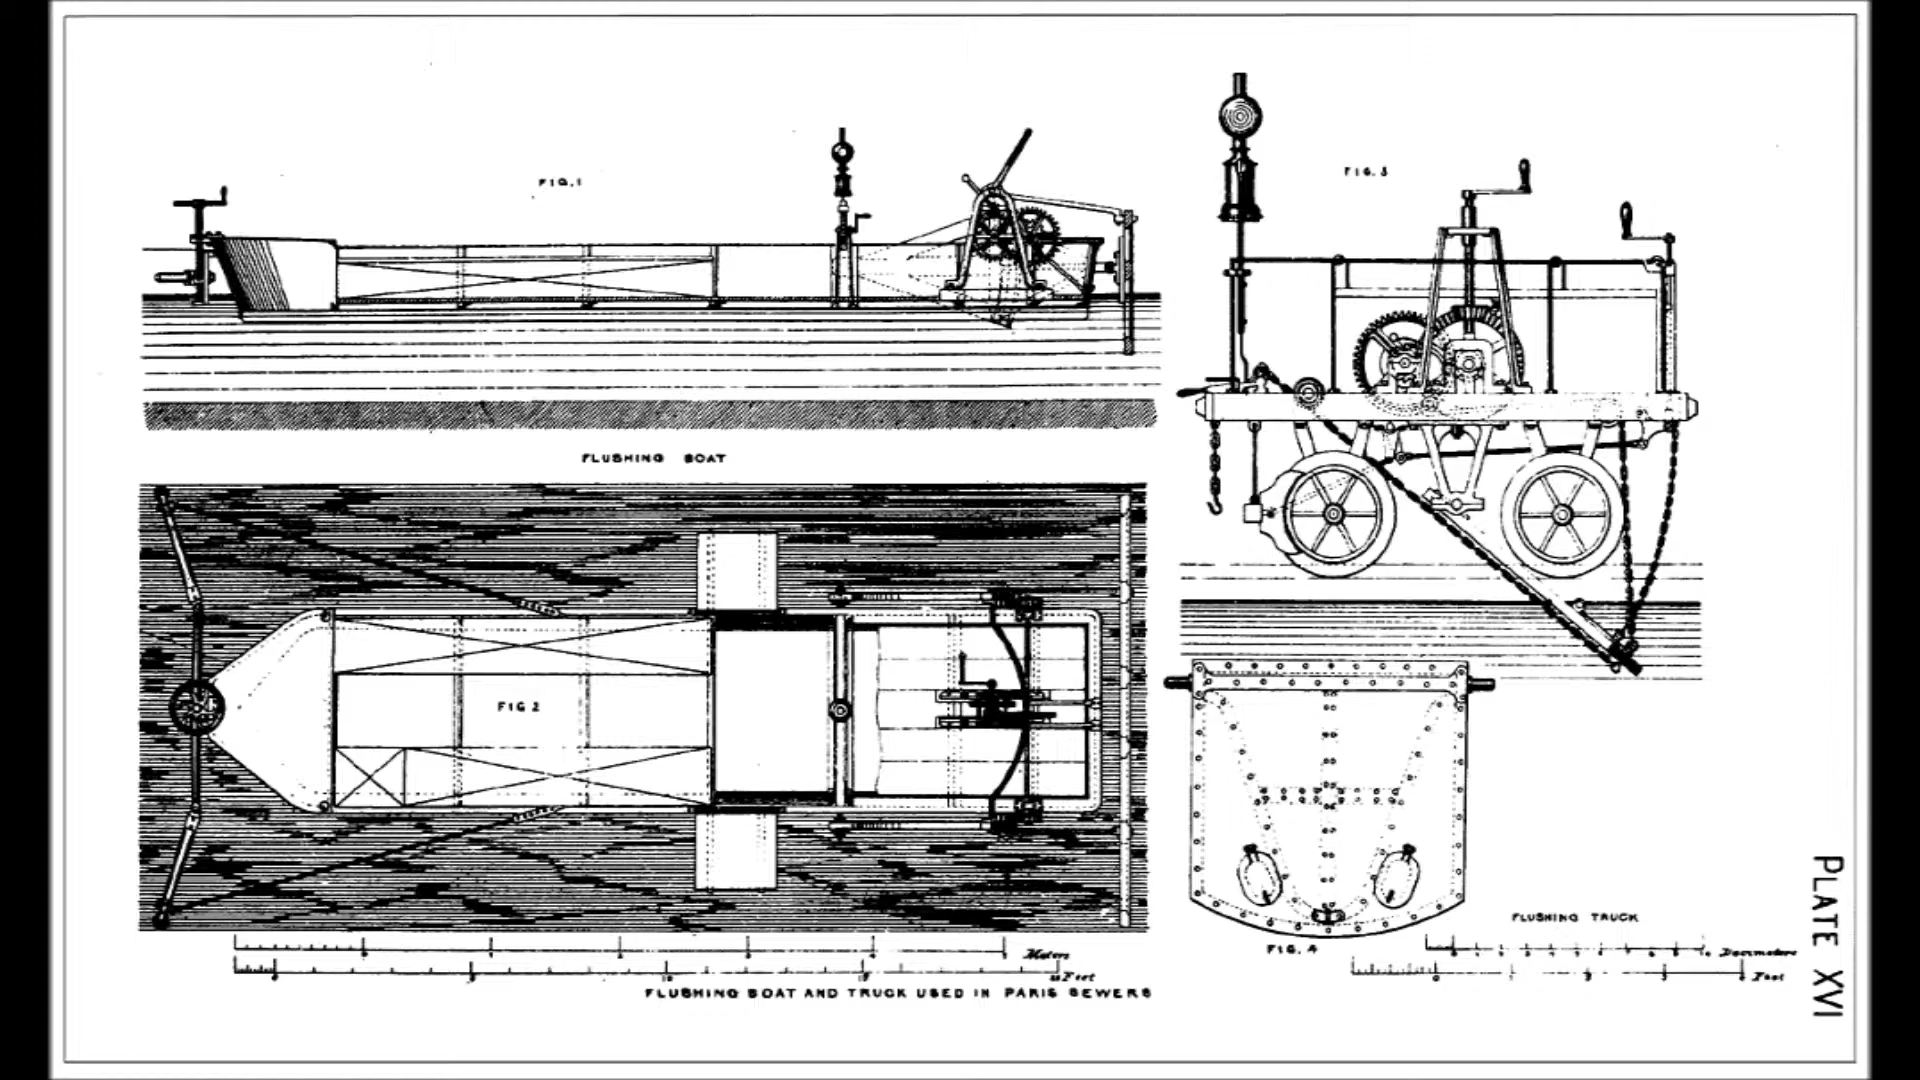 FIG.1
FLUSHING BOAT
FIG 2
Meters
Feet
FLUSHING BOAT AND TRUCK USED IN PARIS SEWERS
FIG. 3
FIG. 4
FLUSHING TRUCK
Decimeters
Feet
PLATE XVI